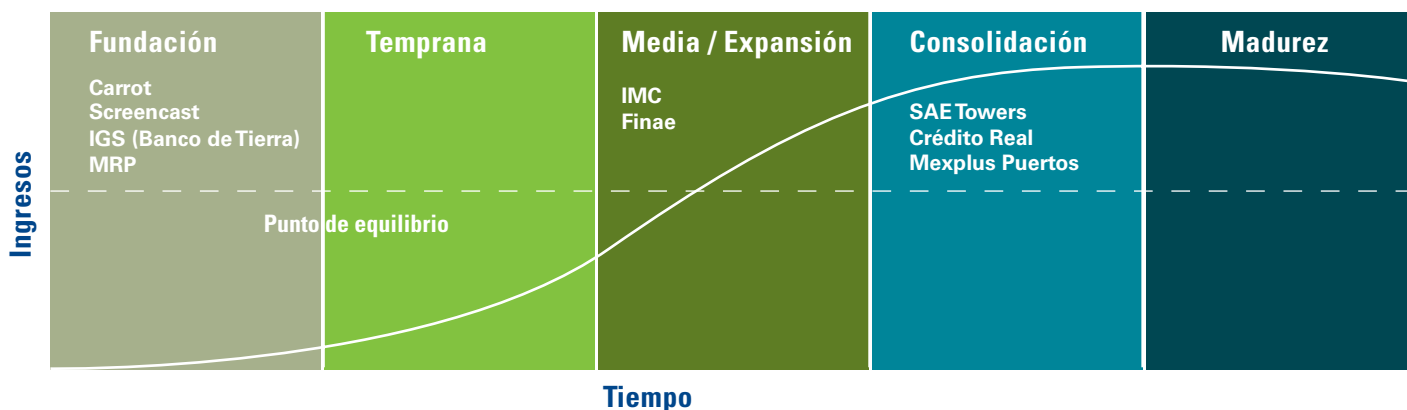 Fundación
Carrot
Screencast
IGS (Banco de Tierra)
MRP
Temprana
Media / Expansión
IMC
Finae
Consolidación
SAE Towers
Crédito Real
Mexplus Puertos
Madurez
Punto de equilibrio
Ingresos
Tiempo